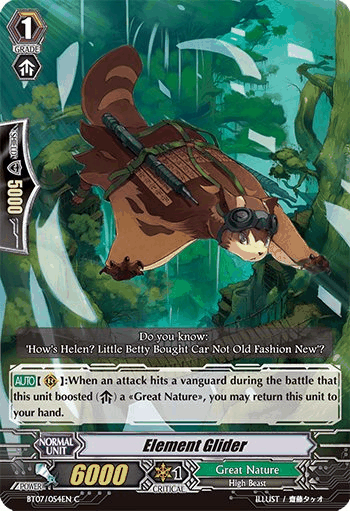 1
GRADE
SHIELD
5000
Do you know:
'How's Helen? Little Betty Bought Car Not Old Fashion New'?
AUTO [ ]:When an attack hits a vanguard during the battle that
this unit boosted ( ) a «Great Nature», you may return this unit to
your hand.
NORMAL
UNIT
Element Glider
POWER
6000
1
CRITICAL
Great Nature
High Beast
BT07/054EN C
ILLUST / 齋藤タヶオ